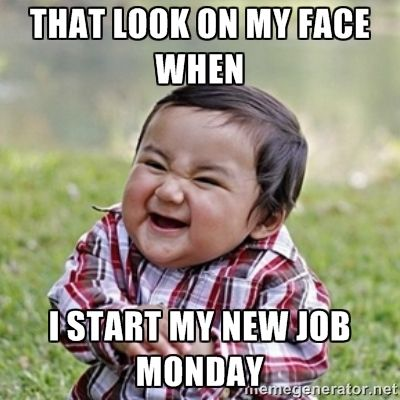 THAT LOOK ON MY FACE
WHEN
I START MY NEW JOB
MONDAY
memegenerator.net